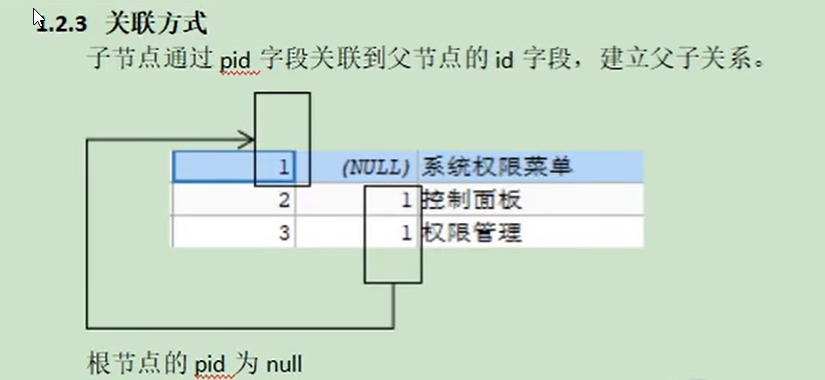 1.2.3 关联方式
子节点通过 pid 字段关联到父节点的 id 字段，建立父子关系。
1 (NULL) 系统权限菜单
2 1 控制面板
3 1 权限管理
根节点的 pid 为 null